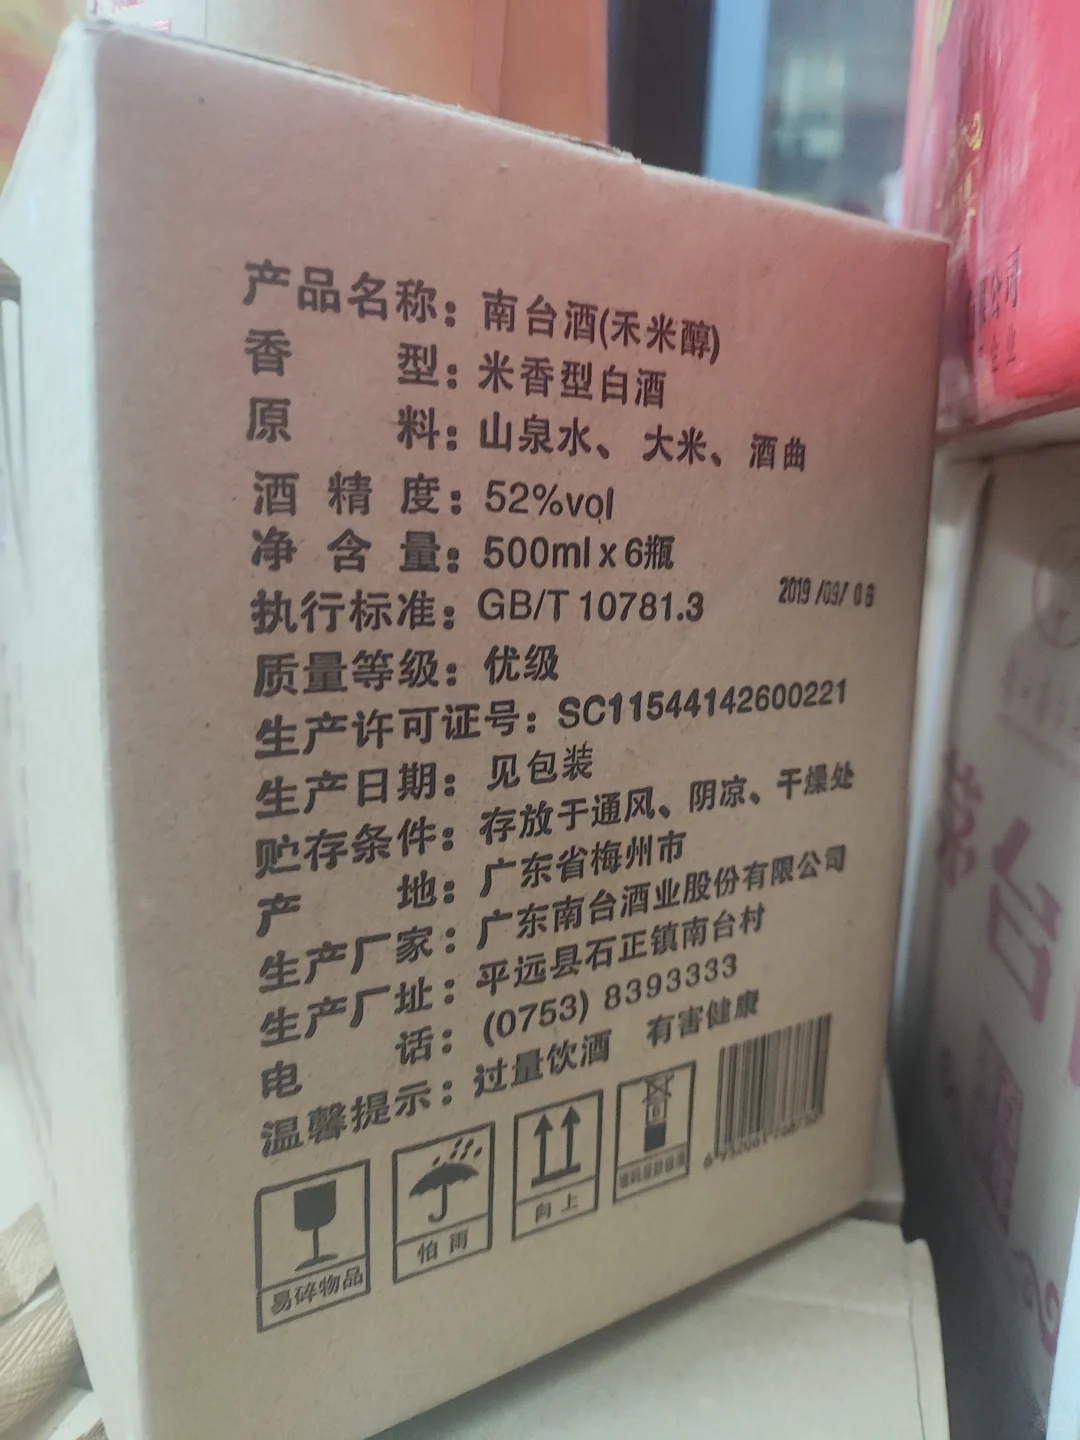 产品名称：南台酒(禾米醇)
香型：米香型白酒
原料：山泉水、大米、酒曲
酒精度：52%vol
净含量：500ml x 6瓶
执行标准：GB/T 10781.3
2019/09/06
质量等级：优级
生产许可证号：SC11544142600221
生产日期：见包装
贮存条件：存放于通风、阴凉、干燥处
产地：广东省梅州市
生产厂家：广东南台酒业股份有限公司
生产厂址：平远县石正镇南台村
电话：(0753) 8393333
温馨提示：过量饮酒 有害健康
易碎物品
怕雨
向上